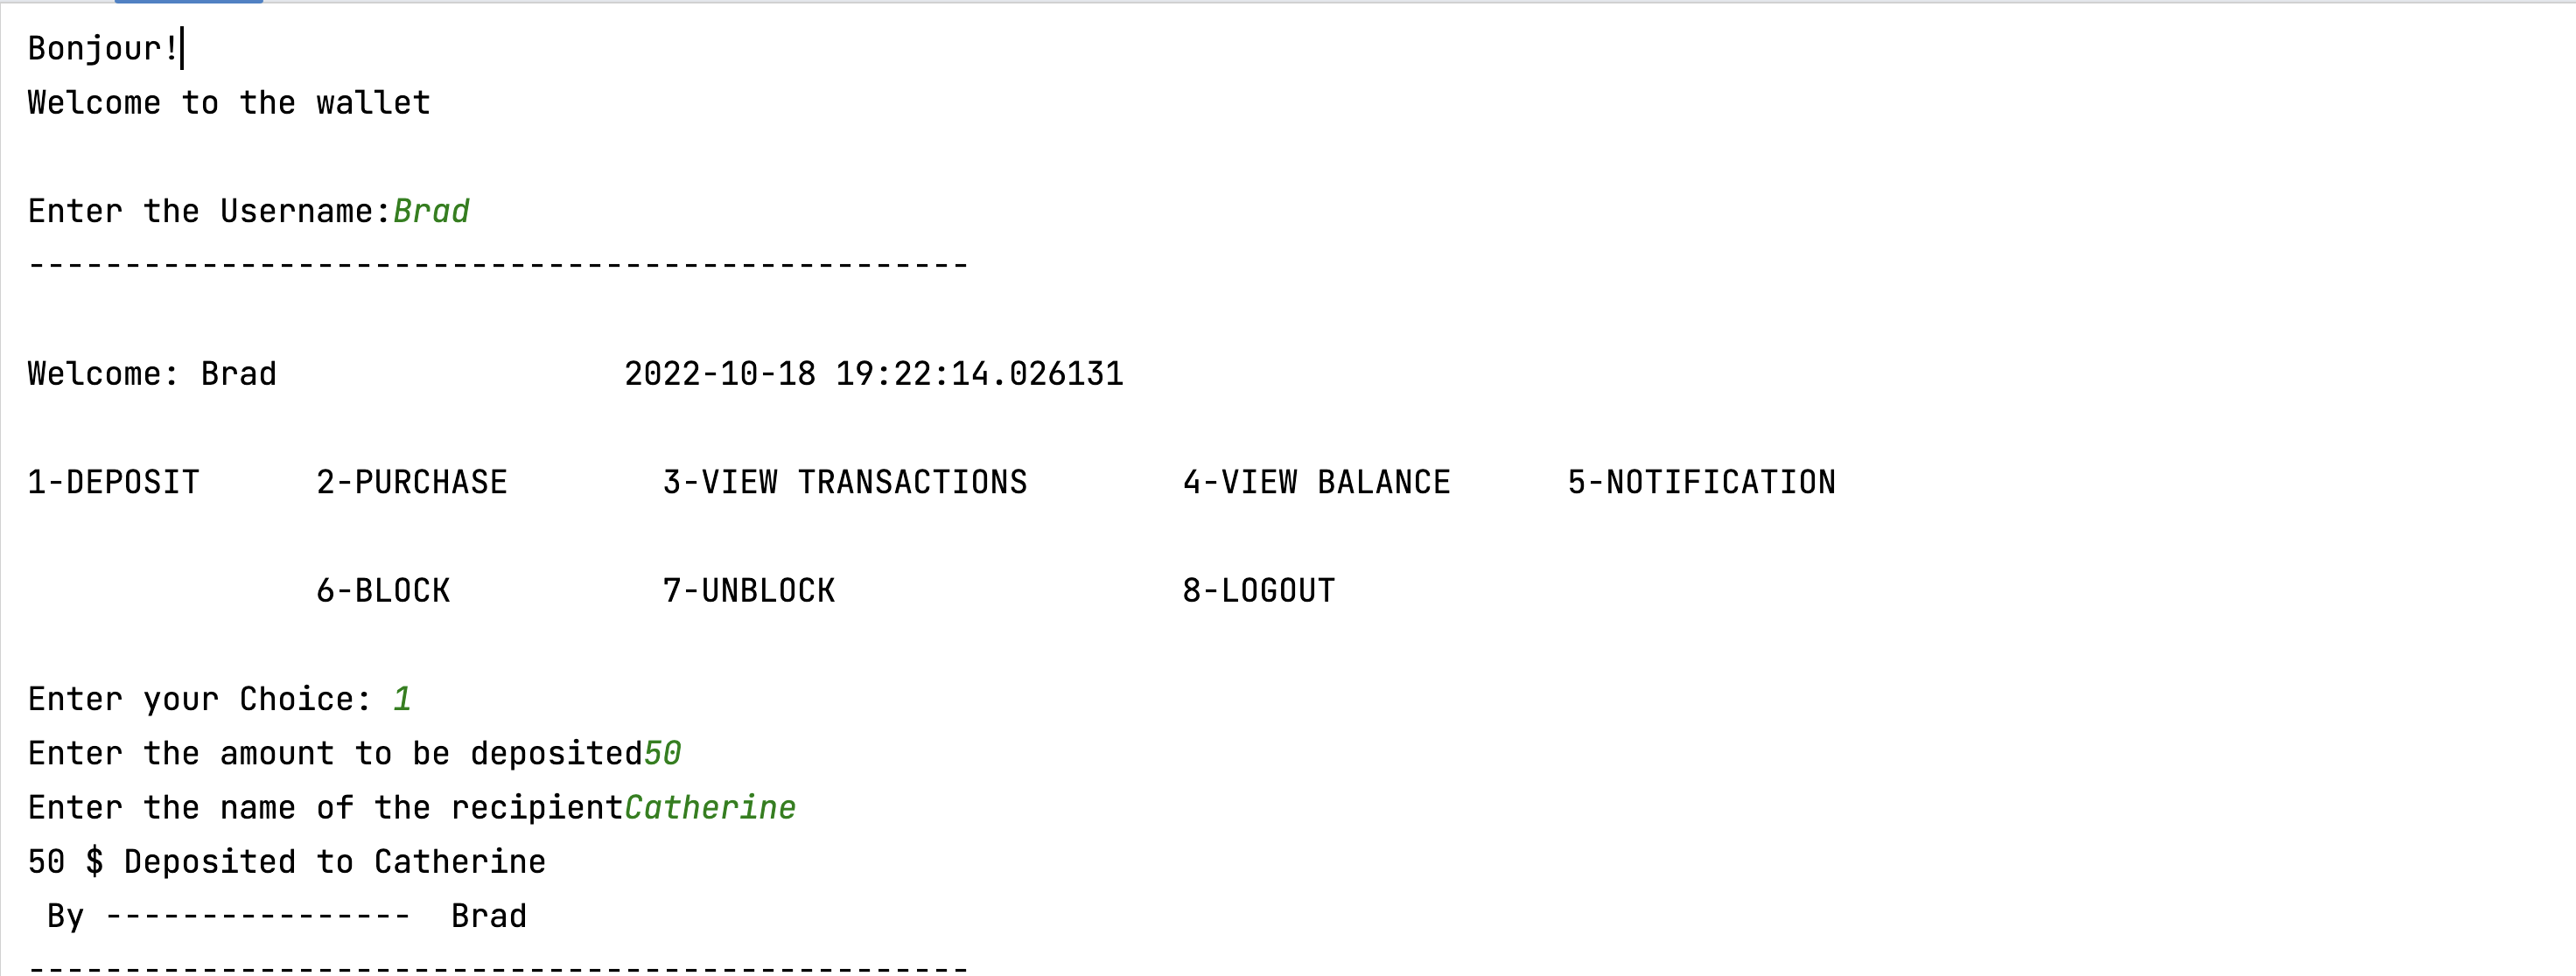 Bonjour!
Welcome to the wallet
Enter the Username:Brad
-------------------------------------------------
Welcome: Brad                  2022-10-18 19:22:14.026131
1-DEPOSIT      2-PURCHASE        3-VIEW TRANSACTIONS        4-VIEW BALANCE      5-NOTIFICATION
               6-BLOCK           7-UNBLOCK                  8-LOGOUT
Enter your Choice: 1
Enter the amount to be deposited50
Enter the name of the recipientCatherine
50 $ Deposited to Catherine
 By ----------------  Brad
-------------------------------------------------